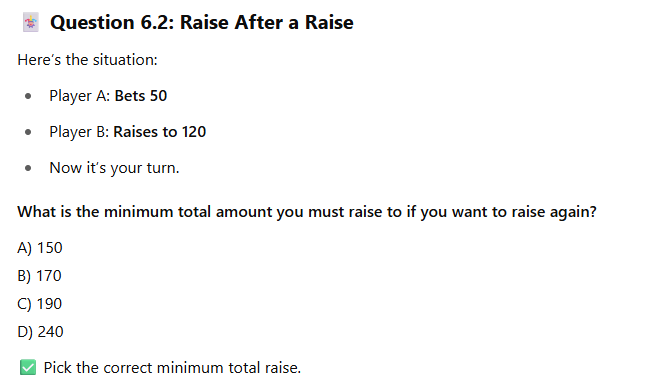 🃏 Question 6.2: Raise After a Raise
Here's the situation:
• Player A: Bets 50
• Player B: Raises to 120
• Now it's your turn.
What is the minimum total amount you must raise to if you want to raise again?
A) 150
B) 170
C) 190
D) 240
✅ Pick the correct minimum total raise.